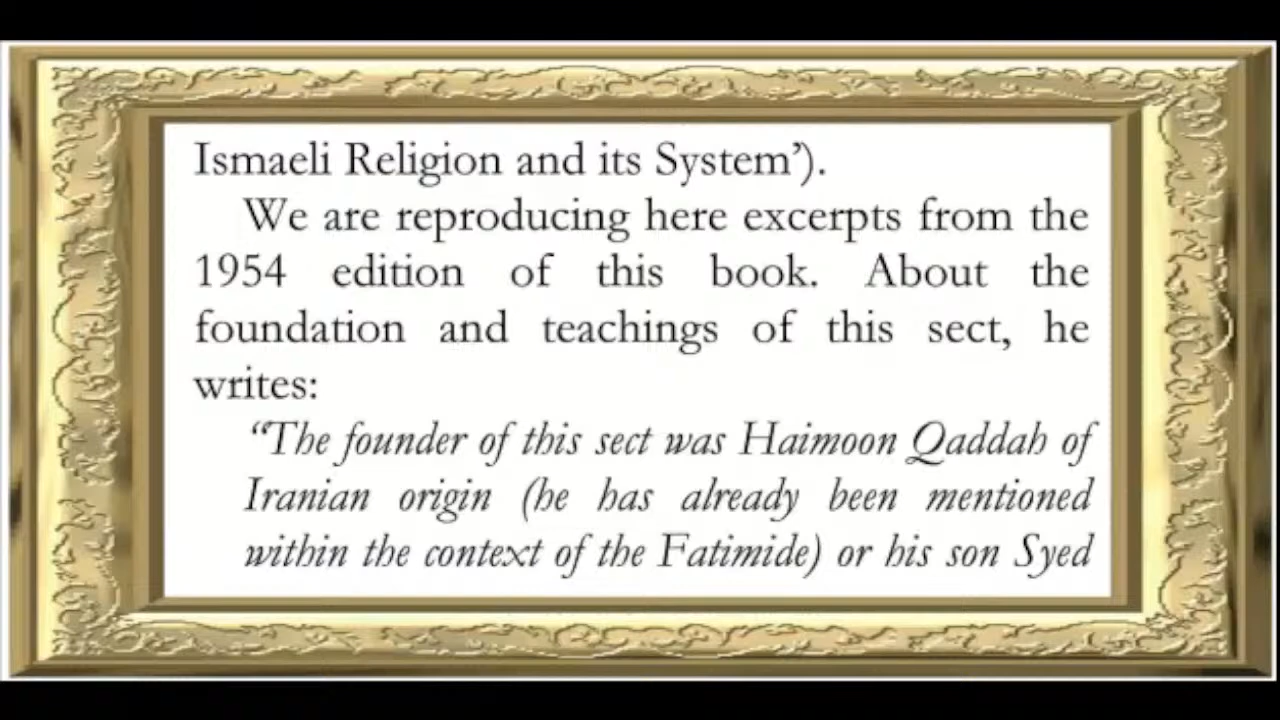 Ismaeli Religion and its System’).
We are reproducing here excerpts from the
1954 edition of this book. About the
foundation and teachings of this sect, he
writes:
“The founder of this sect was Haimoon Qaddah of
Iranian origin (he has already been mentioned
within the context of the Fatimide) or his son Syed